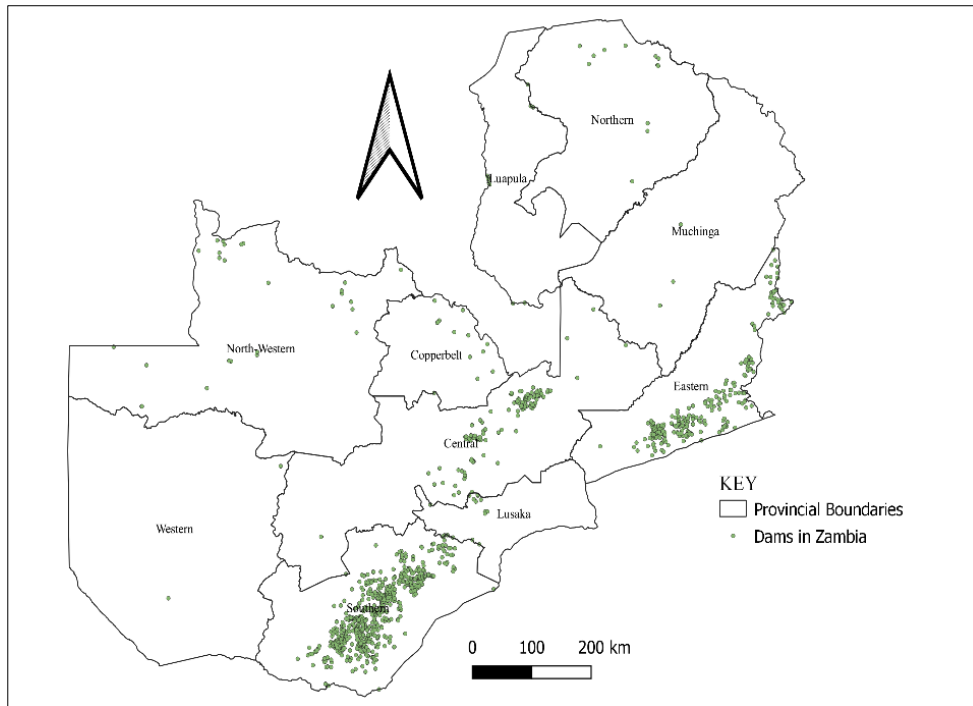 Northern
Luapula
Muchinga
North-Western
Copperbelt
Eastern
Central
KEY
Provincial Boundaries
Lusaka
Western
Dams in Zambia
Southern
0 100 200 km